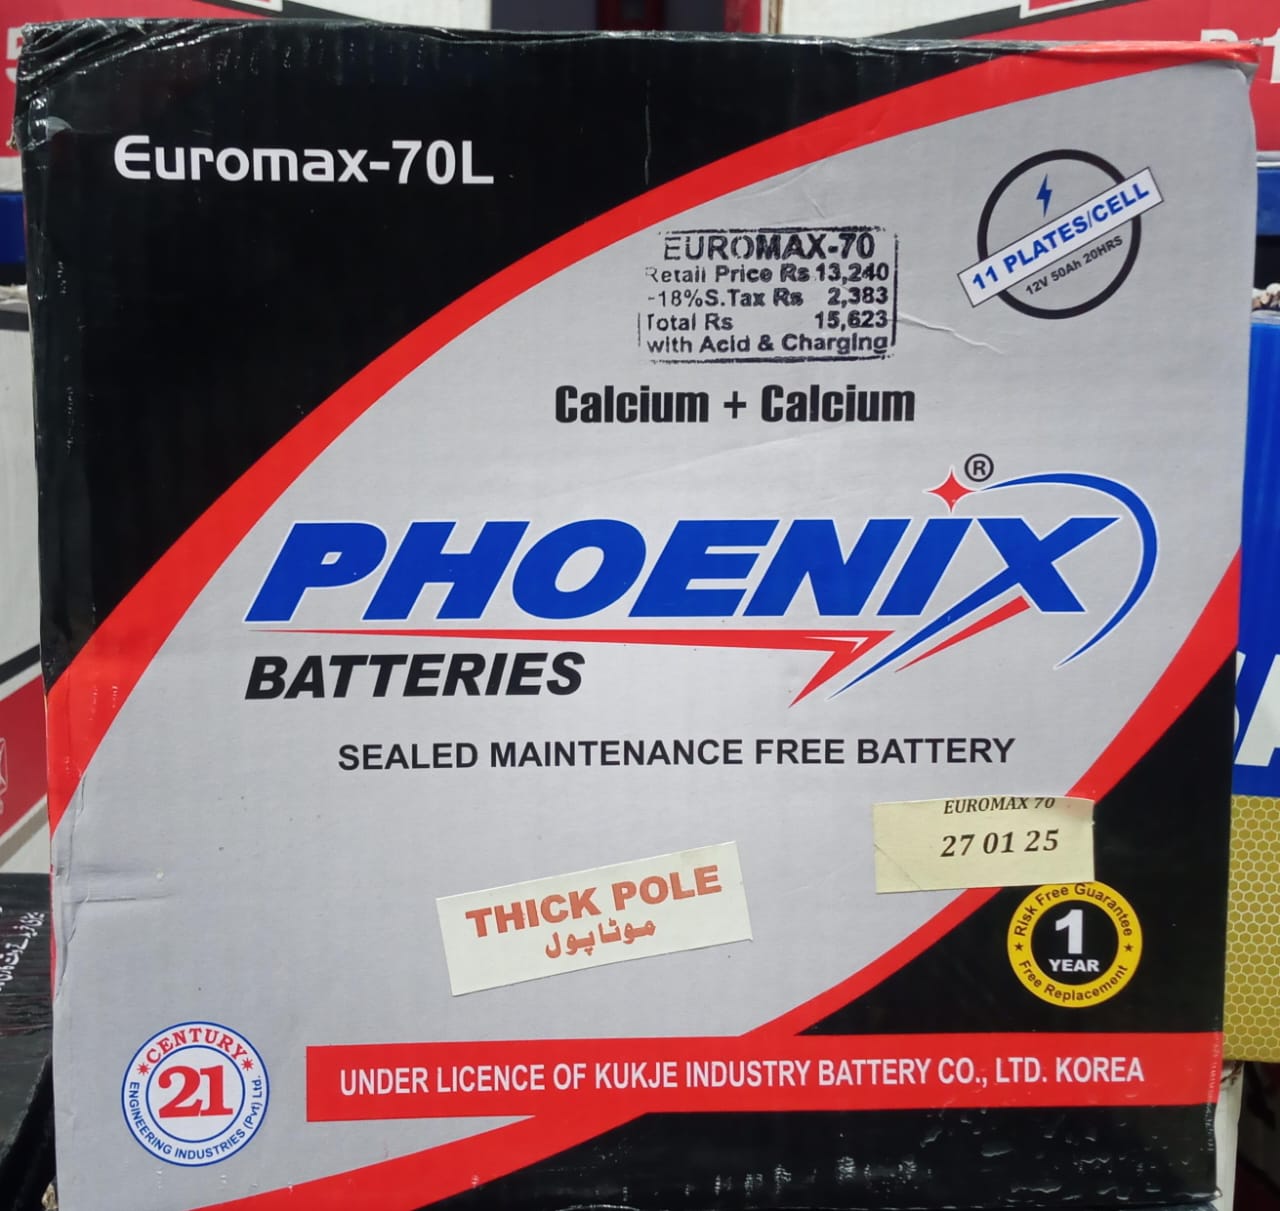 Euromax-70L
11 PLATES/CELL
12V 50Ah 20HRS
EUROMAX-70
Retail Price Rs 13,240
-18%S.Tax Rs 2,383
Total Rs 15,623
with Acid & Charging
Calcium + Calcium
PHOENIX ®
BATTERIES
SEALED MAINTENANCE FREE BATTERY
EUROMAX 70
27 01 25
THICK POLE
موٹا پول
Risk Free Guarantee
1
YEAR
Free Replacement
CENTURY
21
ENGINEERING INDUSTRIES (Pvt) Ltd.
UNDER LICENCE OF KUKJE INDUSTRY BATTERY CO., LTD. KOREA